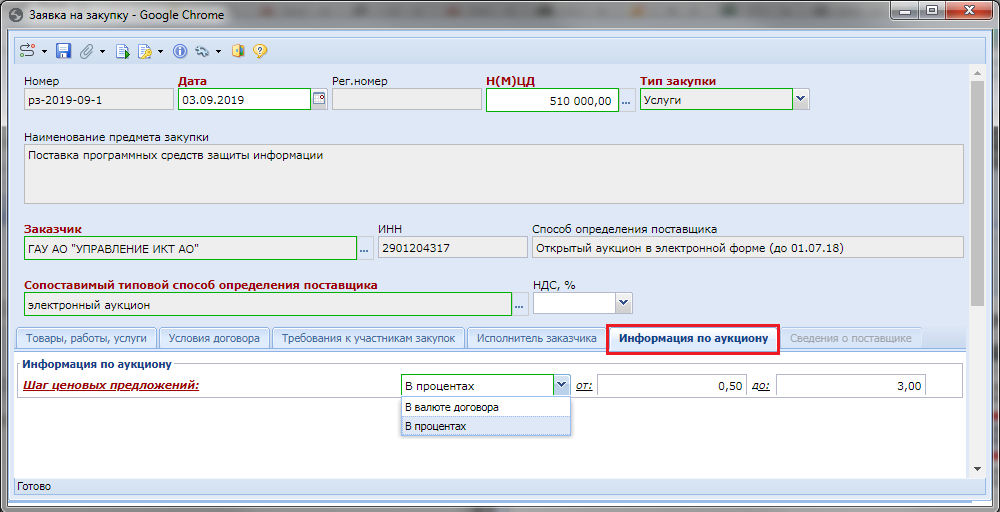 Заявка на закупку - Google Chrome
Номер Дата Рег.номер Н(М)ЦД Тип закупки
рз-2019-09-1 03.09.2019 510 000,00 ... Услуги
Наименование предмета закупки
Поставка программных средств защиты информации
Заказчик ИНН Способ определения поставщика
ГАУ АО "УПРАВЛЕНИЕ ИКТ АО" ... 2901204317 Открытый аукцион в электронной форме (до 01.07.18)
Сопоставимый типовой способ определения поставщика НДС, %
электронный аукцион ...
Товары, работы, услуги Условия договора Требования к участникам закупок Исполнитель заказчика Информация по аукциону Сведения о поставщике
Информация по аукциону
Шаг ценовых предложений: В процентах от: 0,50 до: 3,00
В валюте договора
В процентах
Готово